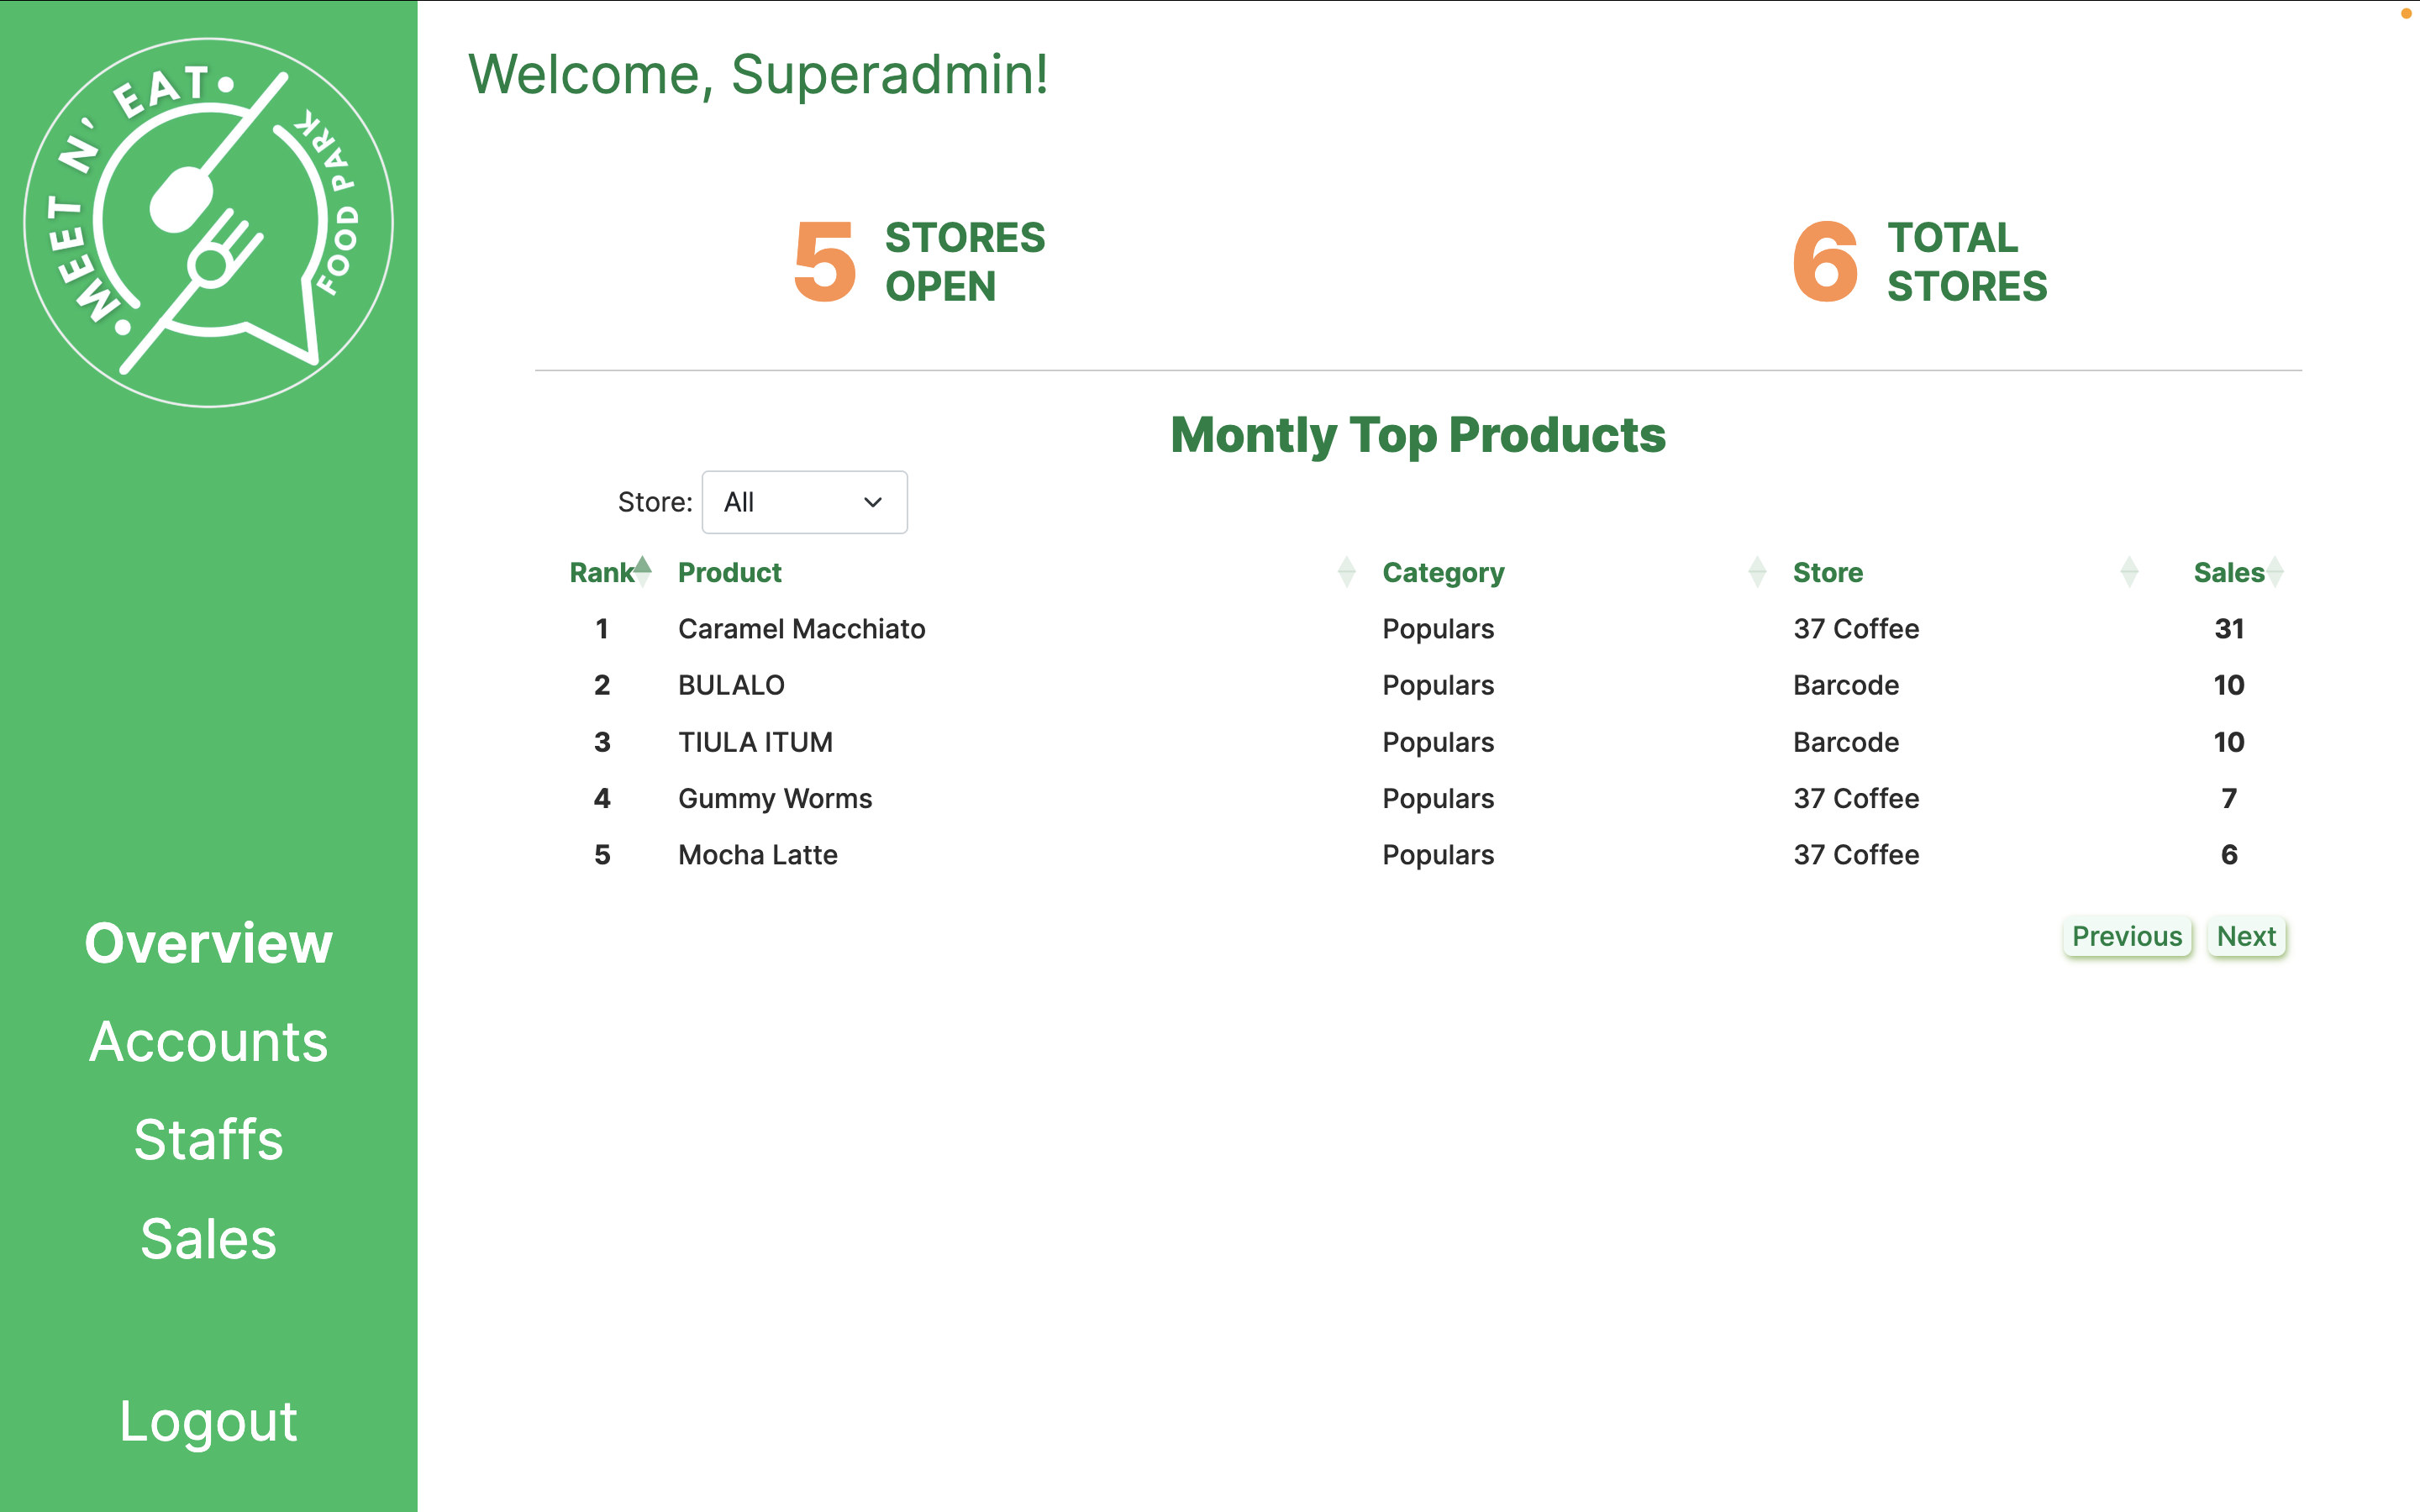 MEET N' EAT
FOOD PARK
Overview
Accounts
Staffs
Sales
Logout
Welcome, Superadmin!
5 STORES OPEN
6 TOTAL STORES
Montly Top Products
Store: All
Rank Product Category Store Sales
1 Caramel Macchiato Populars 37 Coffee 31
2 BULALO Populars Barcode 10
3 TIULA ITUM Populars Barcode 10
4 Gummy Worms Populars 37 Coffee 7
5 Mocha Latte Populars 37 Coffee 6
Previous Next